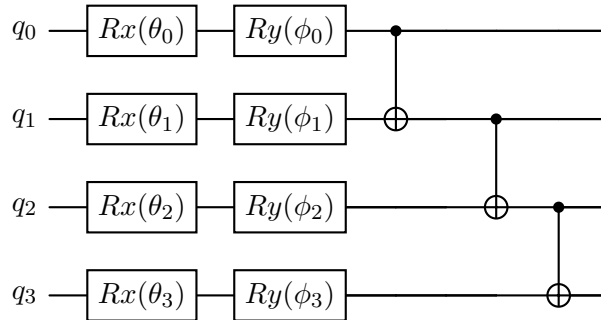 q₀ Rx(θ₀) Ry(ϕ₀)
q₁ Rx(θ₁) Ry(ϕ₁)
q₂ Rx(θ₂) Ry(ϕ₂)
q₃ Rx(θ₃) Ry(ϕ₃)